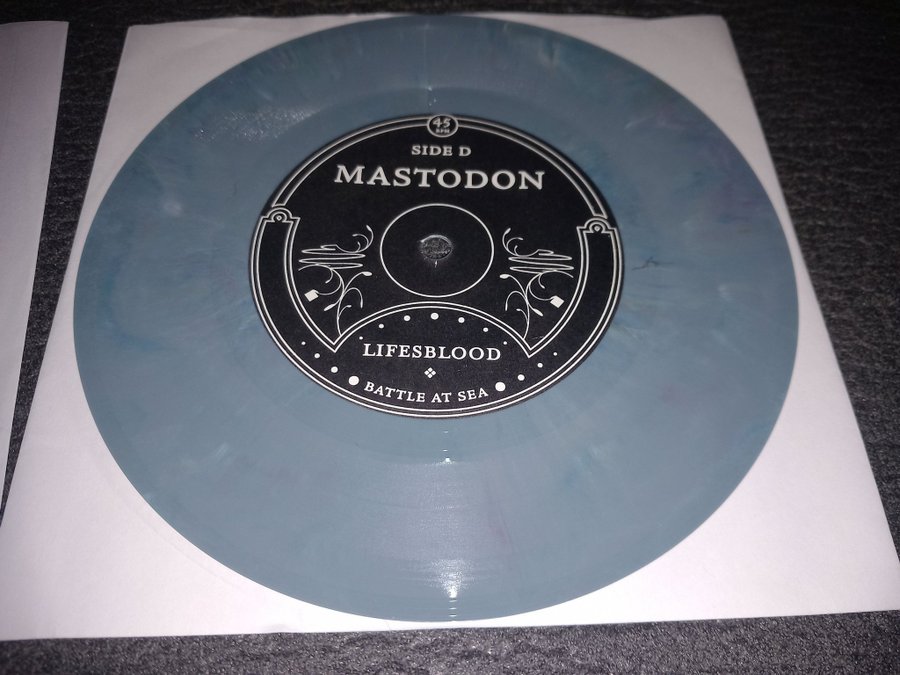 45
RPM
SIDE D
MASTODON
LIFESBLOOD
BATTLE AT SEA